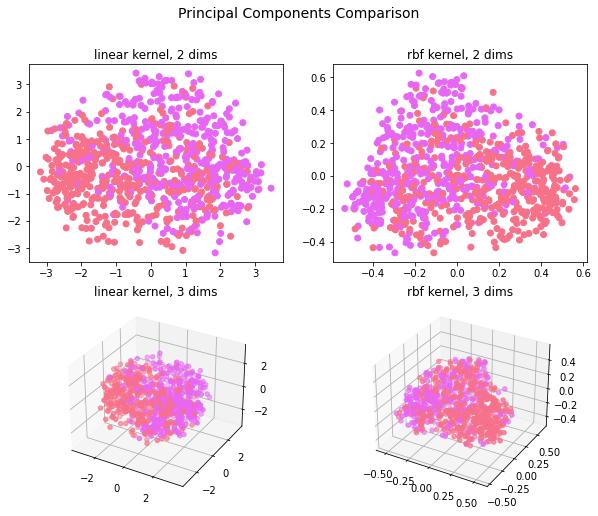 Principal Components Comparison
linear kernel, 2 dims
3
2
1
0
−1
−2
−3
−3 −2 −1 0 1 2 3
rbf kernel, 2 dims
0.6
0.4
0.2
0.0
−0.2
−0.4
−0.4 −0.2 0.0 0.2 0.4 0.6
linear kernel, 3 dims
2
0
−2
−2 0 2
−2 0 2
rbf kernel, 3 dims
0.4
0.2
0.0
−0.2
−0.4
−0.50 −0.25 0.00 0.25 0.50
−0.50 −0.25 0.00 0.25 0.50